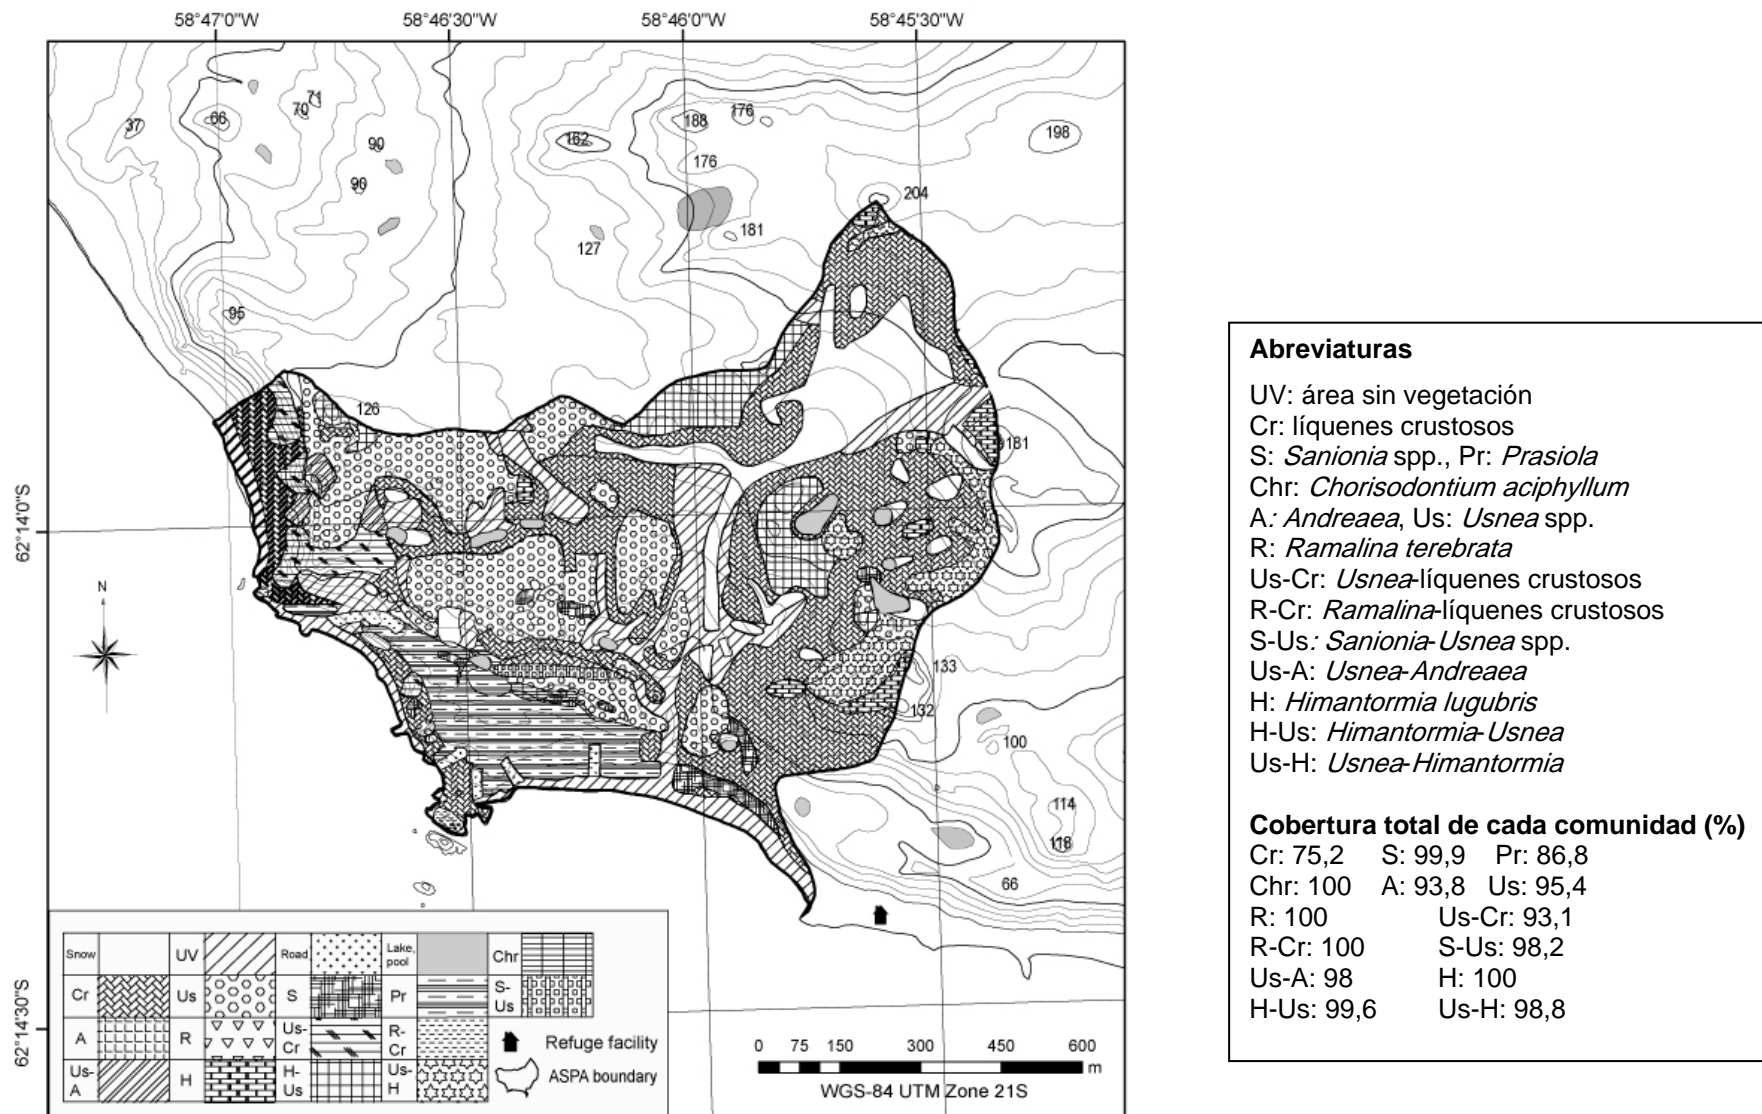 58°47'0"W 58°46'30"W 58°46'0"W 58°45'30"W
71
70
66
37
90
90
162
188
176
176
198
204
181
127
95
126
181
62°14'0"S
N
133
132
100
114
118
66
62°14'30"S
Snow UV Road Lake, pool Chr
Cr Us S Pr S-Us
A R Us-Cr R-Cr
Us-A H H-Us Us-H
Refuge facility
ASPA boundary
0 75 150 300 450 600
m
WGS-84 UTM Zone 21S
Abreviaturas
UV: área sin vegetación
Cr: líquenes crustosos
S: Sanionia spp., Pr: Prasiola
Chr: Chorisodontium aciphyllum
A: Andreaea, Us: Usnea spp.
R: Ramalina terebrata
Us-Cr: Usnea-líquenes crustosos
R-Cr: Ramalina-líquenes crustosos
S-Us: Sanionia-Usnea spp.
Us-A: Usnea-Andreaea
H: Himantormia lugubris
H-Us: Himantormia-Usnea
Us-H: Usnea-Himantormia
Cobertura total de cada comunidad (%)
Cr: 75,2 S: 99,9 Pr: 86,8
Chr: 100 A: 93,8 Us: 95,4
R: 100 Us-Cr: 93,1
R-Cr: 100 S-Us: 98,2
Us-A: 98 H: 100
H-Us: 99,6 Us-H: 98,8